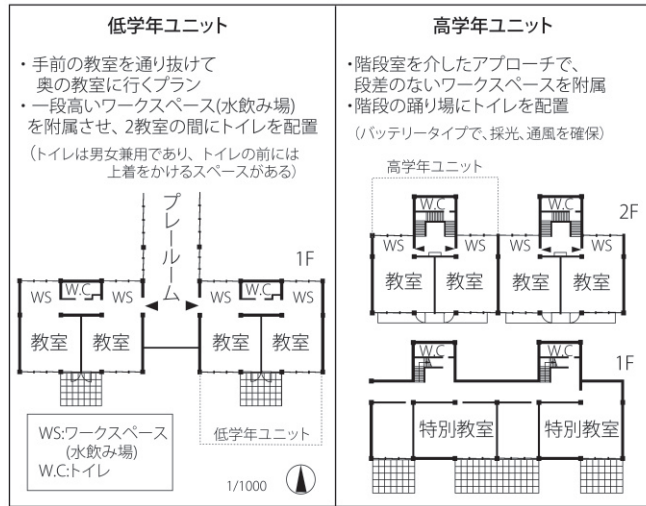 低学年ユニット
・手前の教室を通り抜けて
奥の教室に行くプラン
・一段高いワークスペース(水飲み場)
を附属させ、2教室の間にトイレを配置
(トイレは男女兼用であり、トイレの前には
上着をかけるスペースがある)
プレールーム
1F
WS
W.C
WS
WS
W.C
WS
教室
教室
教室
教室
WS:ワークスペース
(水飲み場)
W.C:トイレ
低学年ユニット
1/1000
高学年ユニット
・階段室を介したアプローチで、
段差のないワークスペースを附属
・階段の踊り場にトイレを配置
(バッテリータイプで、採光、通風を確保)
高学年ユニット
W.C
W.C
2F
WS
WS
WS
WS
教室
教室
教室
教室
1F
W.C
W.C
特別教室
特別教室